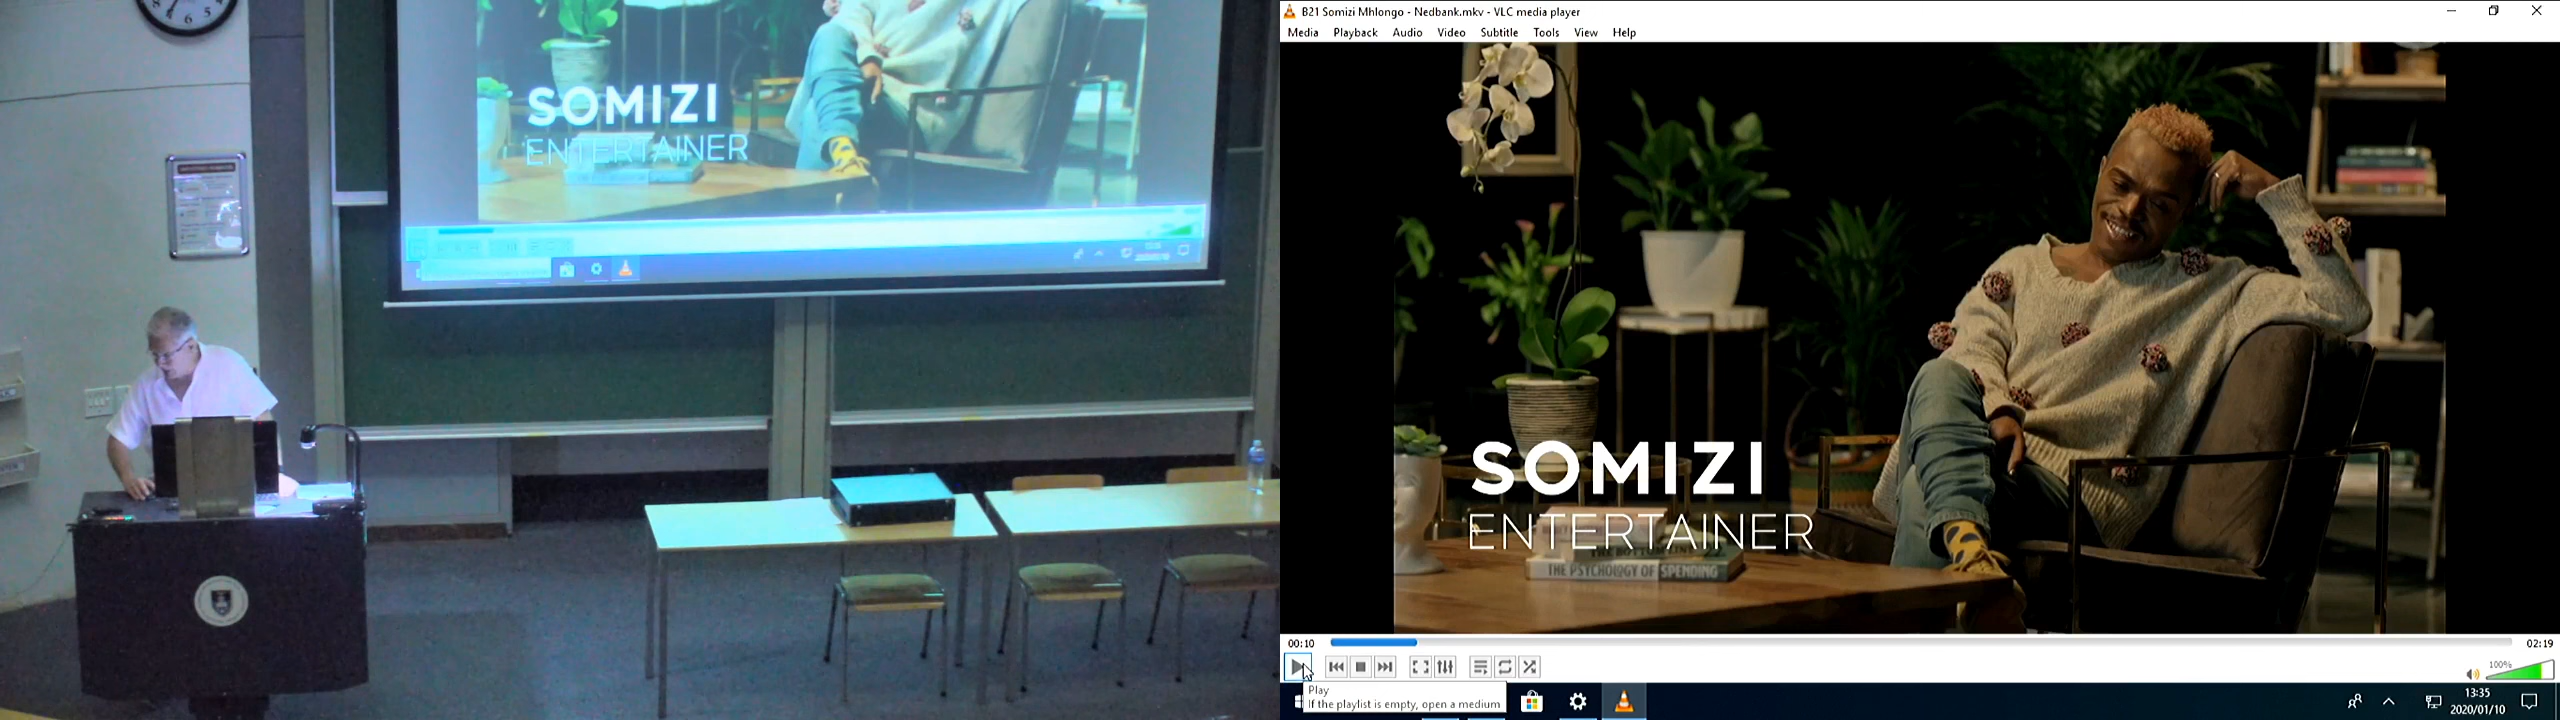 SOMIZI
ENTERTAINER
B21 Somizi Mhlongo - Nedbank.mkv - VLC media player
Media Playback Audio Video Subtitle Tools View Help
SOMIZI
ENTERTAINER
THE PSYCHOLOGY OF SPENDING
00:10
02:19
100%
Play
If the playlist is empty, open a medium
13:35
2020/01/10